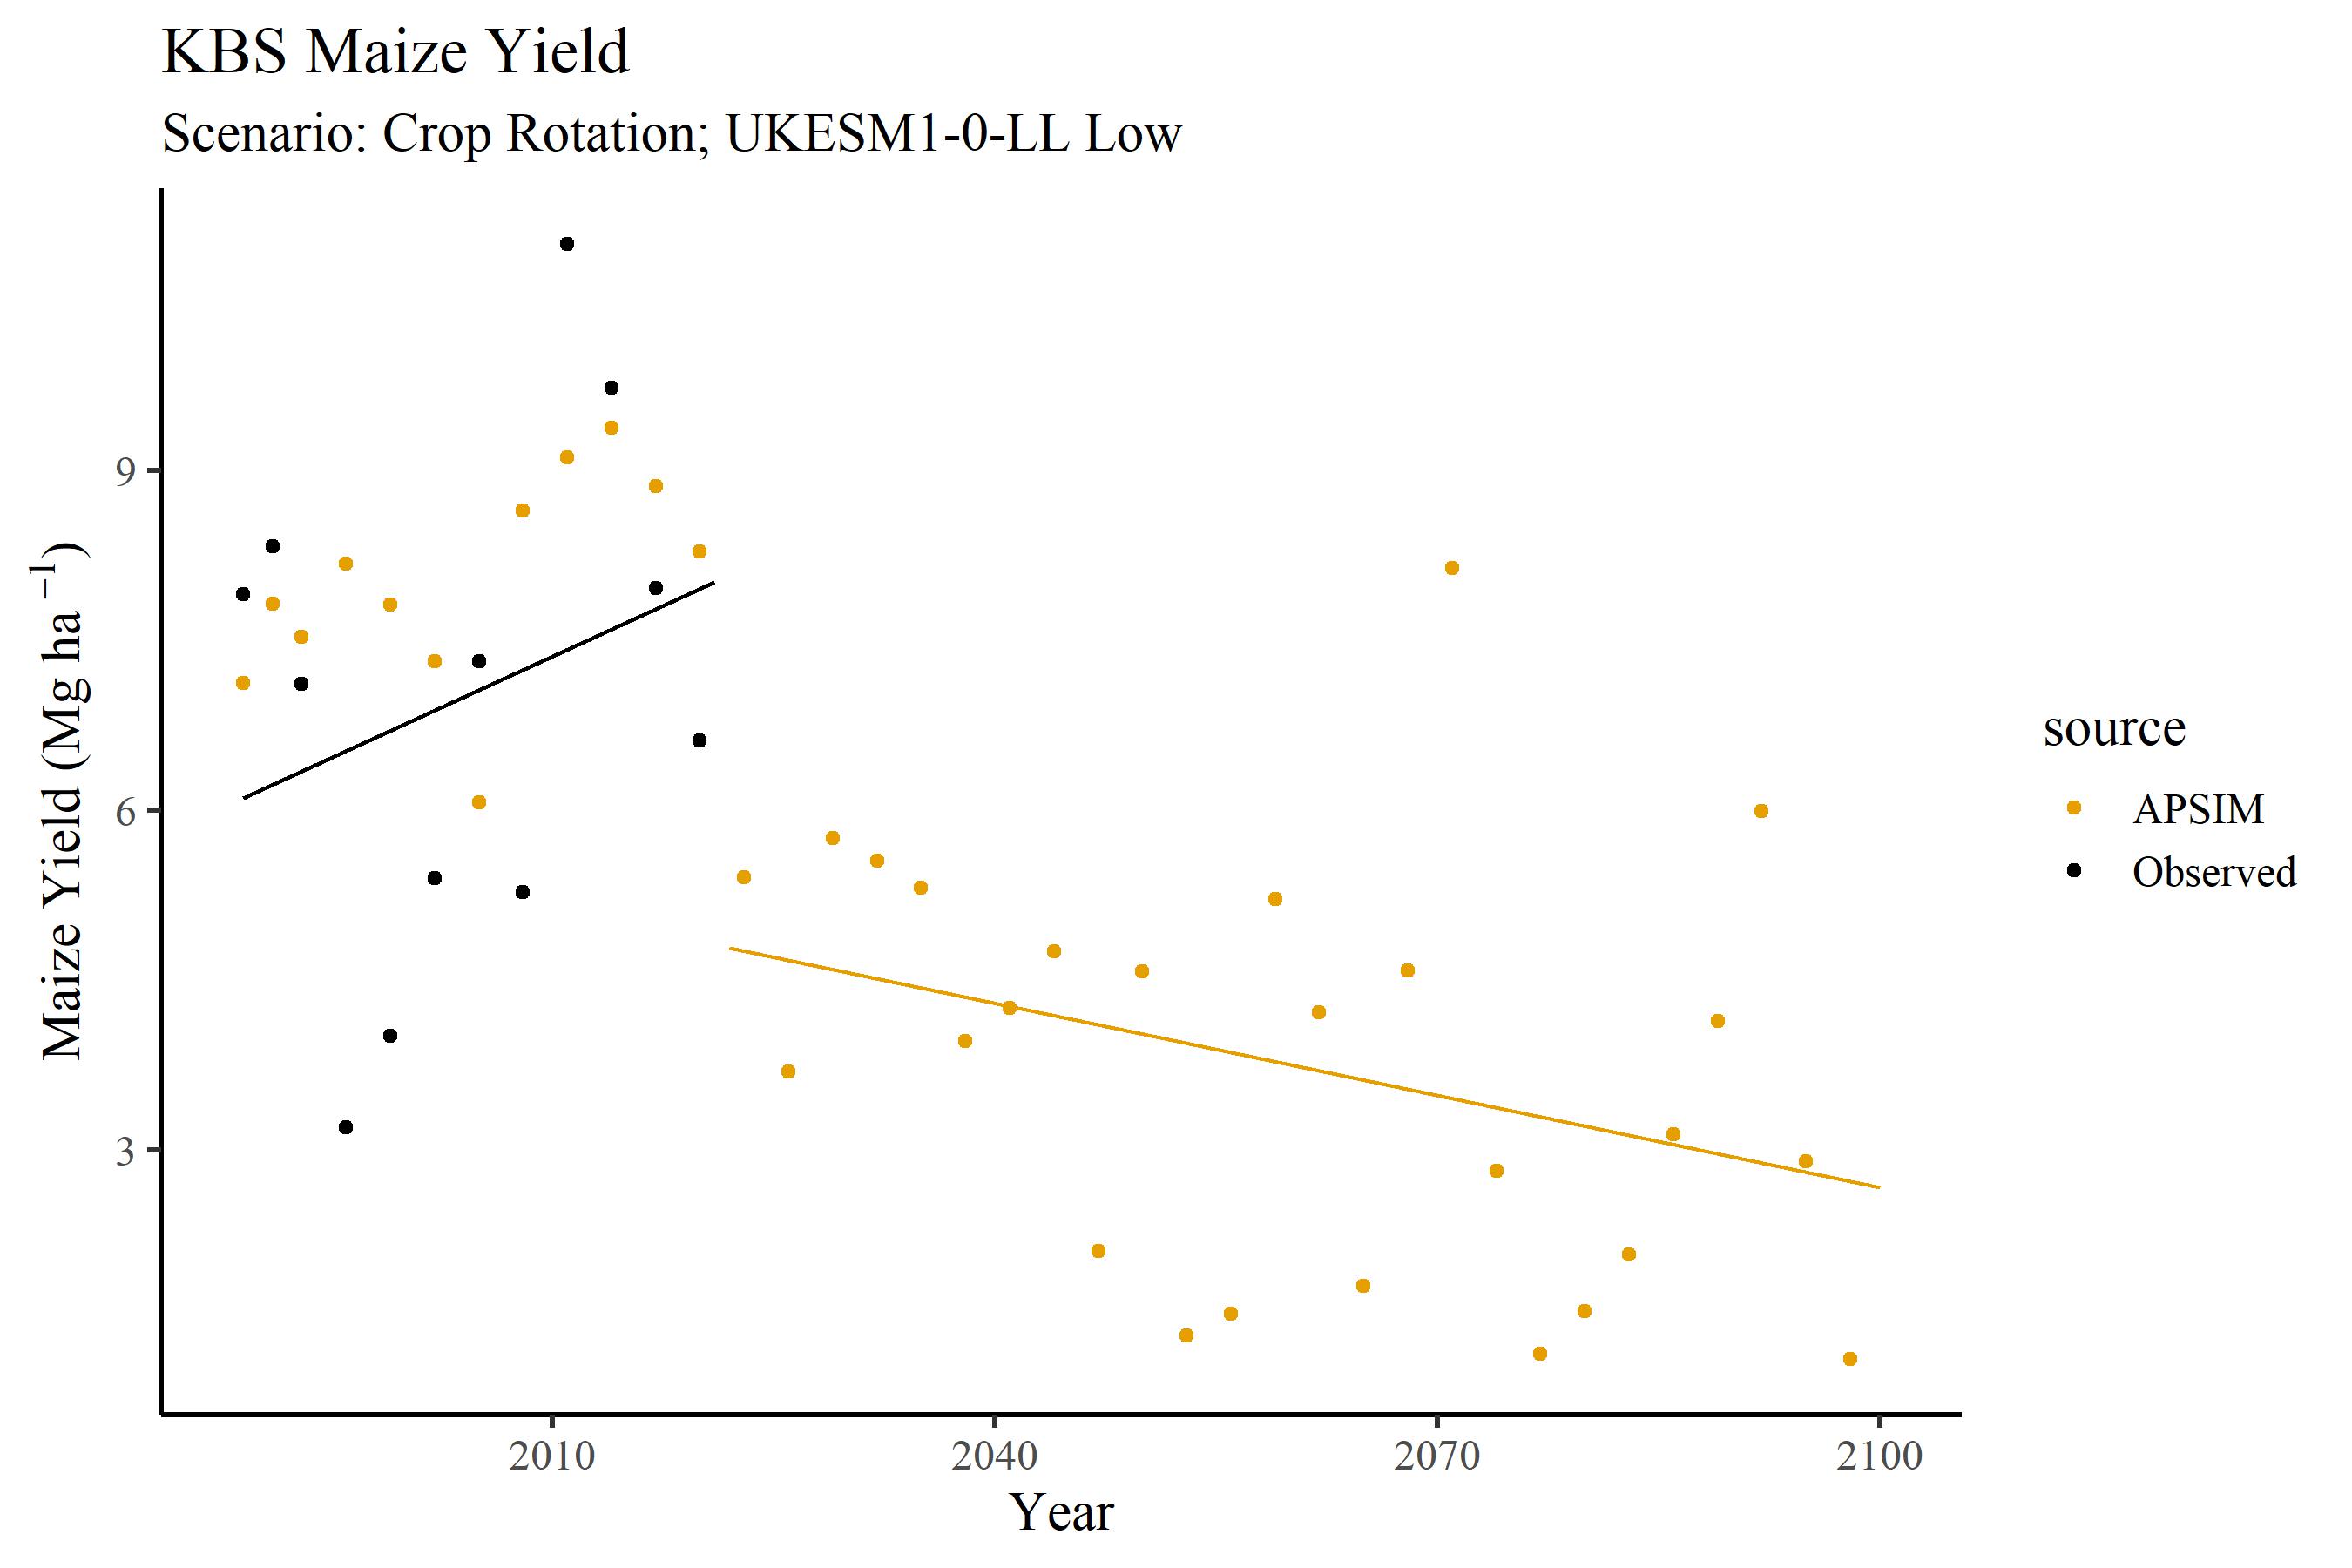 KBS Maize Yield
Scenario: Crop Rotation; UKESM1-0-LL Low
Maize Yield (Mg ha⁻¹)
9
6
3
2010
2040
2070
2100
Year
source
APSIM
Observed